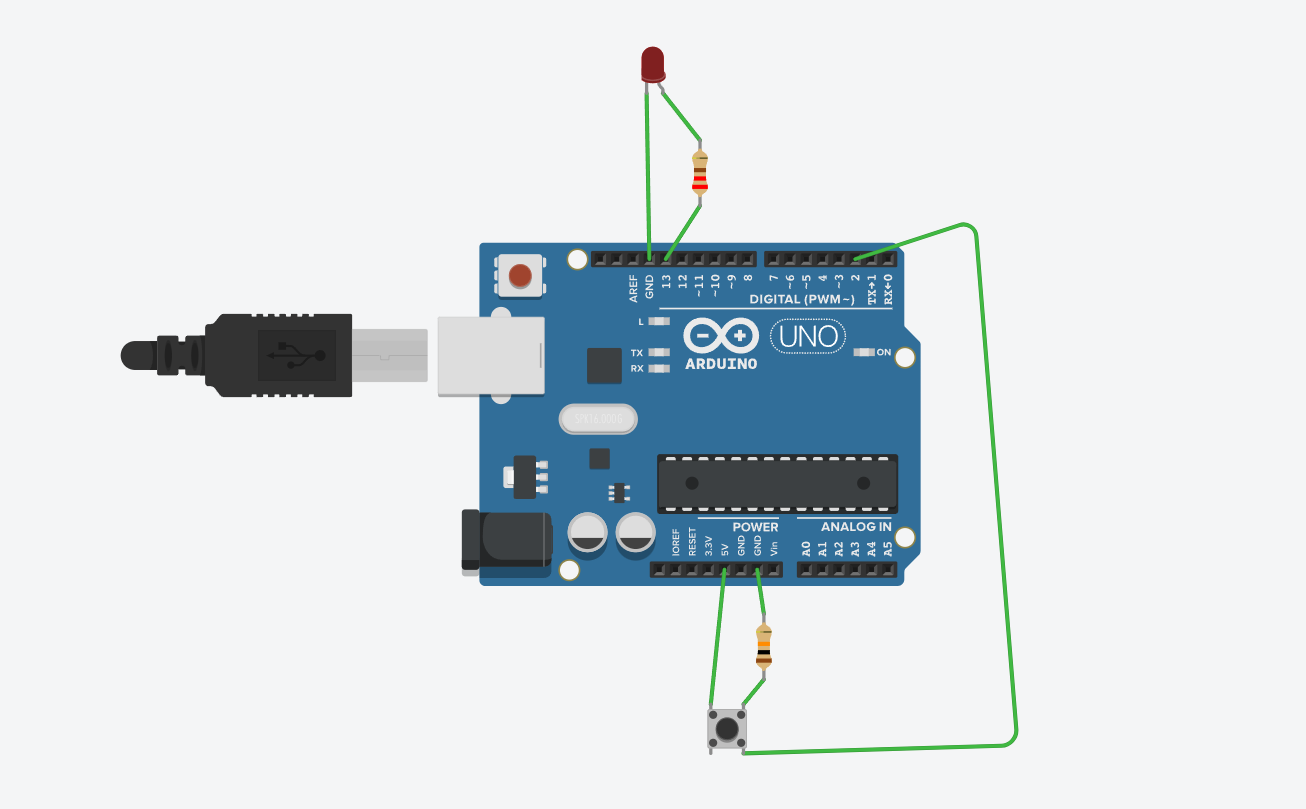 AREF
GND
13
12
~11
~10
~9
8
7
~6
~5
4
~3
2
TX→1
RX←0
DIGITAL (PWM~)
L
TX
RX
ARDUINO
UNO
ON
POWER
ANALOG IN
IOREF
RESET
3.3V
5V
GND
GND
Vin
A0
A1
A2
A3
A4
A5